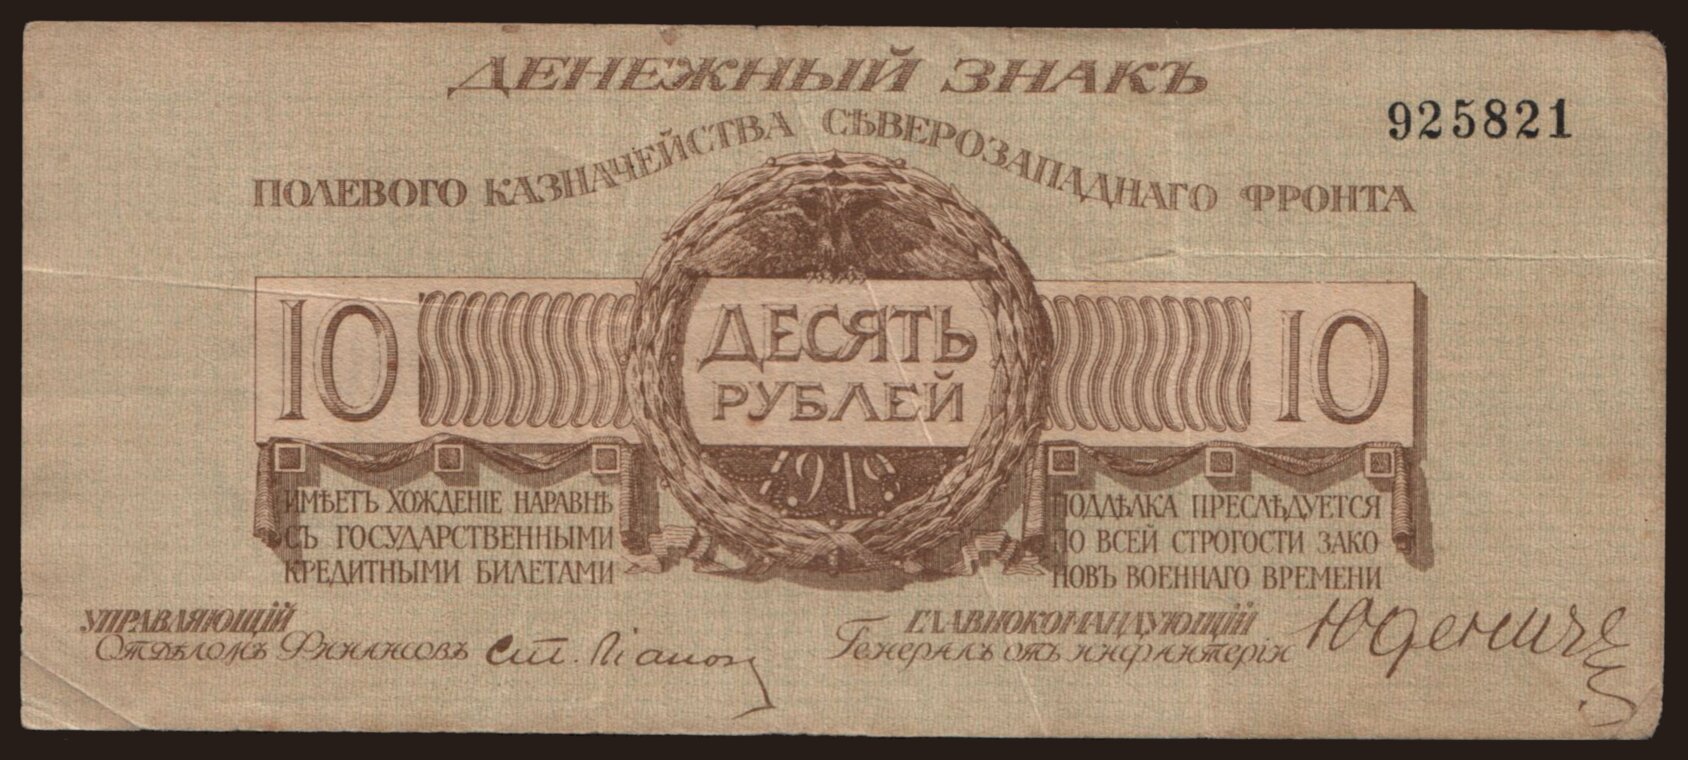 ДЕНЕЖНЫЙ ЗНАКЪ
925821
ПОЛЕВОГО КАЗНАЧЕЙСТВА СѢВЕРОЗАПАДНАГО ФРОНТА
10 ДЕСЯТЬ 10
РУБЛЕЙ
1919
ИМѢЕТЪ ХОЖДЕНІЕ НАРАВНѢ
СЪ ГОСУДАРСТВЕННЫМИ
КРЕДИТНЫМИ БИЛЕТАМИ
ПОДДѢЛКА ПРЕСЛѢДУЕТСЯ
ПО ВСЕЙ СТРОГОСТИ ЗАКО
НОВЪ ВОЕННАГО ВРЕМЕНИ
УПРАВЛЯЮЩІЙ
Отдѣломъ Финансовъ
ГЛАВНОКОМАНДУЮЩІЙ
Генералъ отъ инфантеріи